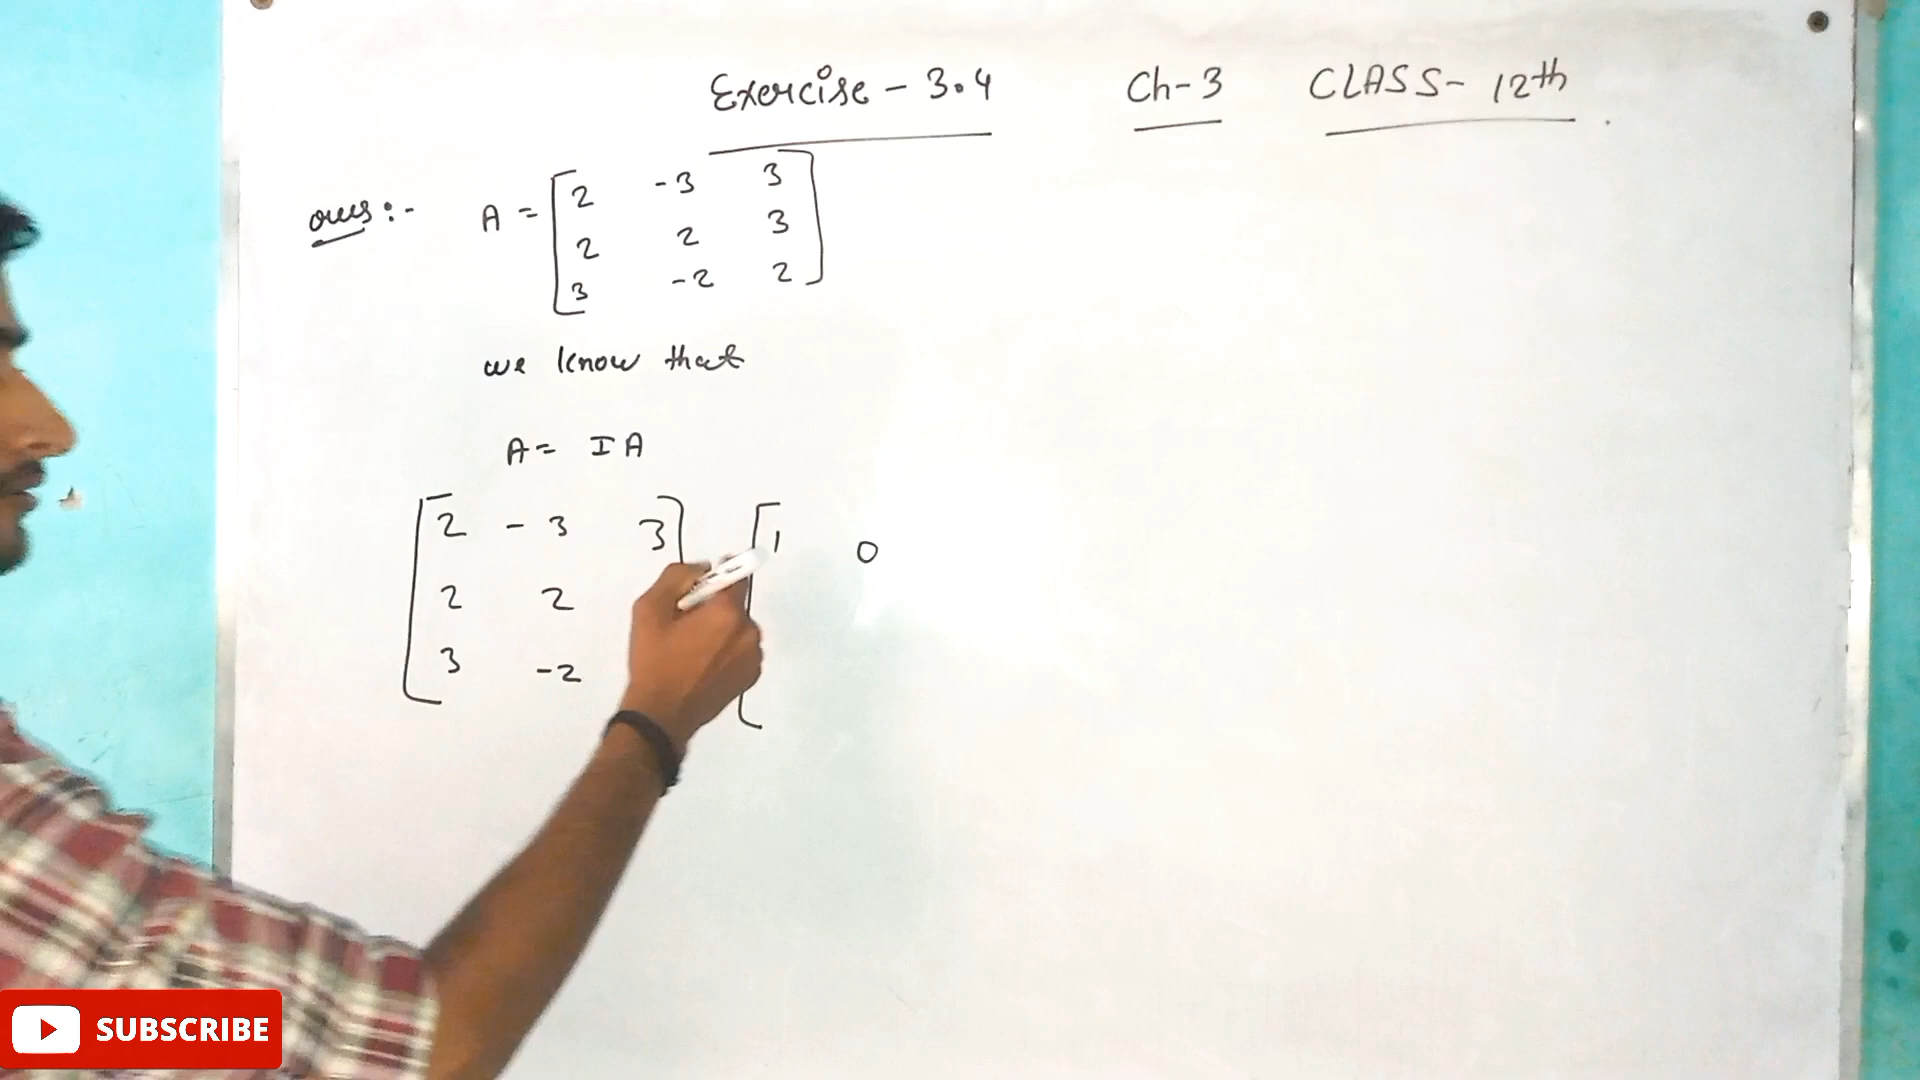 Exercise - 3.4 Ch-3 CLASS- 12th
ans :- A = [2 -3 3
2 2 3
3 -2 2]
we know that
A = I A
[2 -3 3] [1 0
2 2
3 -2
SUBSCRIBE